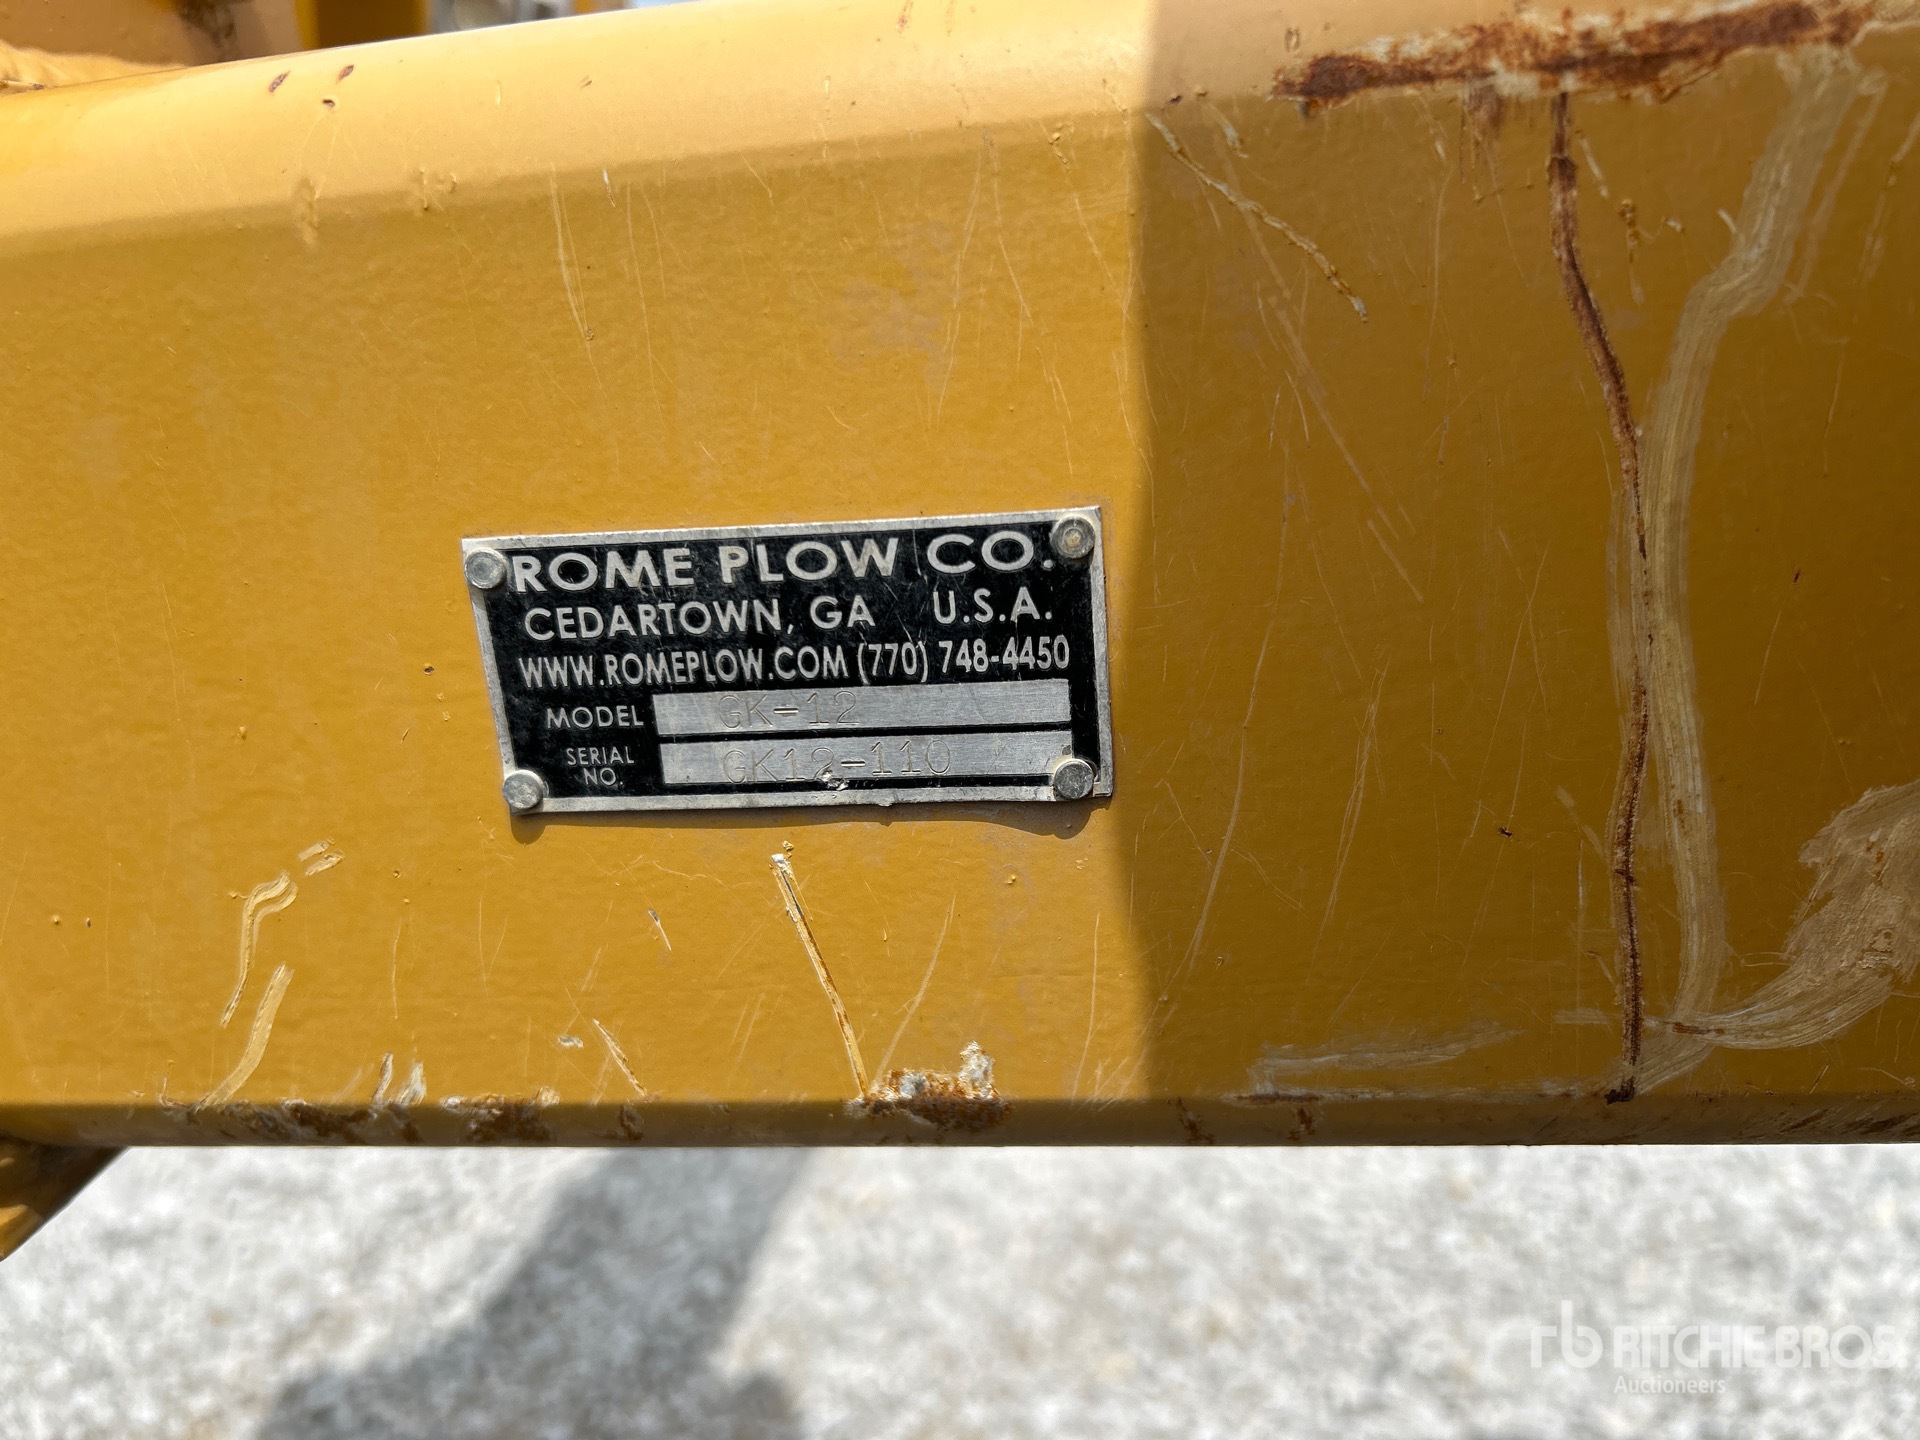 ROME PLOW CO.
CEDARTOWN, GA U.S.A.
WWW.ROMEPLOW.COM (770) 748-4450
MODEL GK-12
SERIAL NO. GK12-110
rb RITCHIE BROS.
Auctioneers